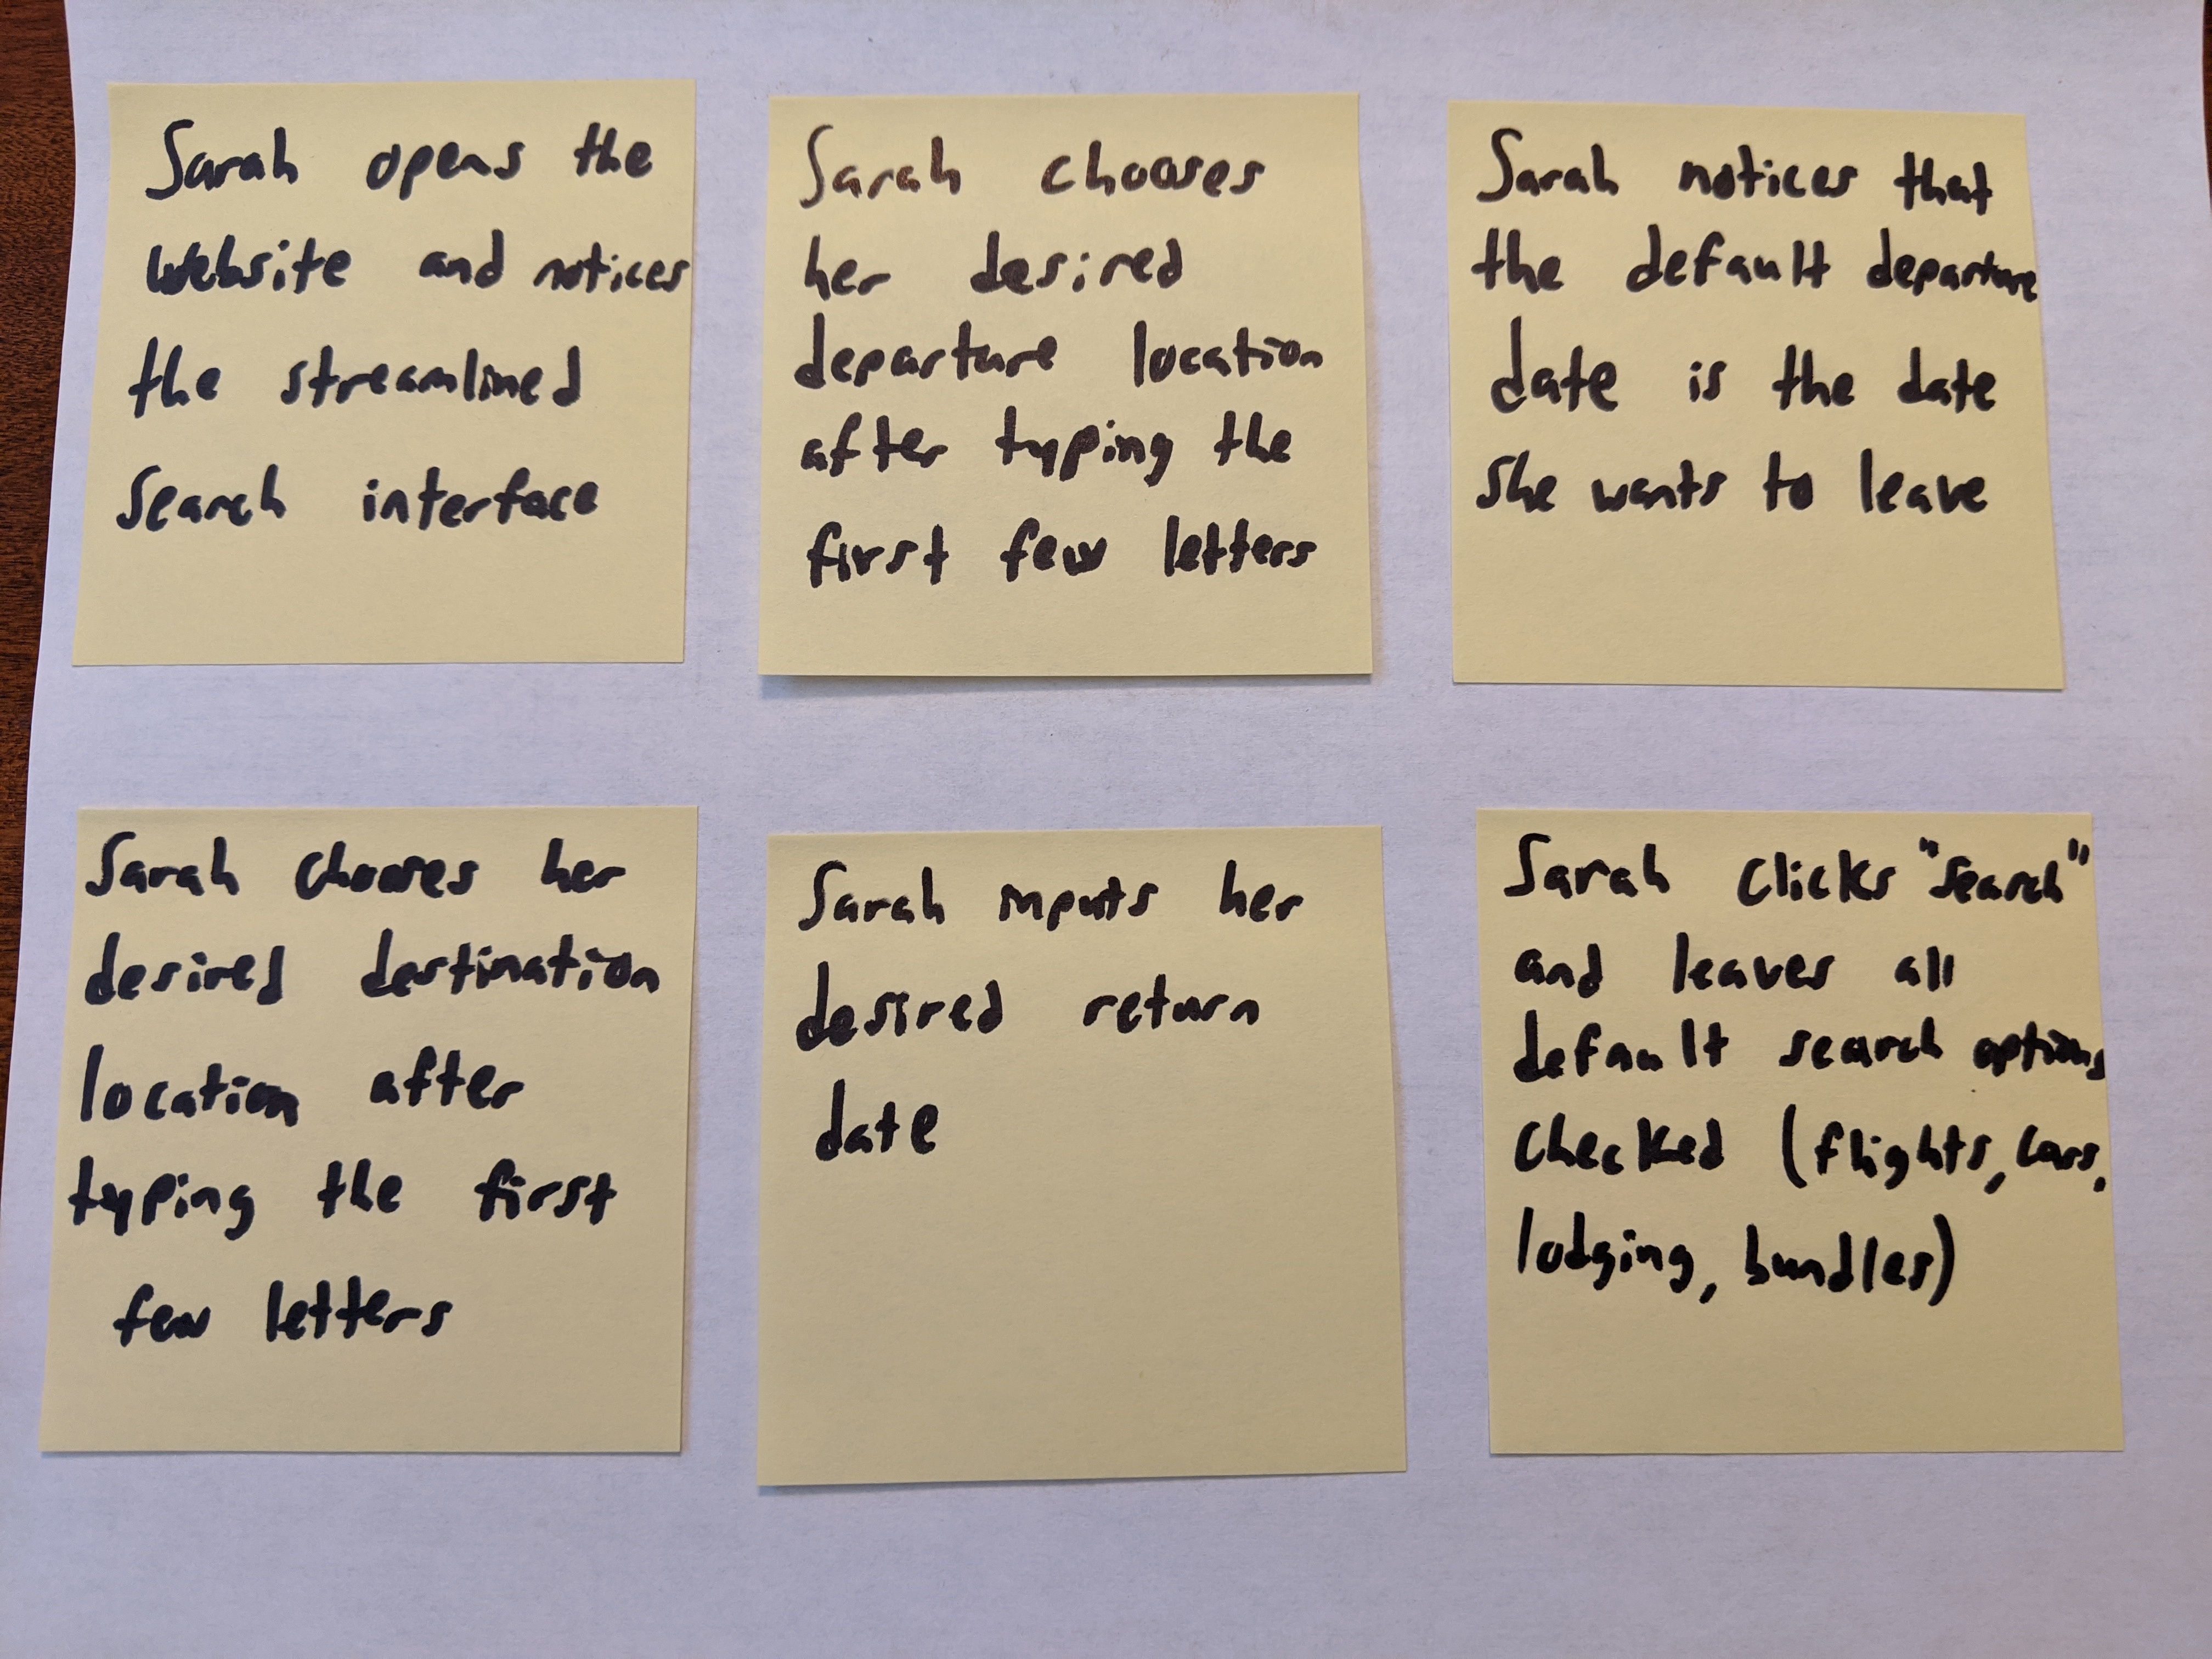 Sarah opens the
website and notices
the streamlined
search interface
Sarah chooses
her desired
departure location
after typing the
first few letters
Sarah notices that
the default departure
date is the date
she wants to leave
Sarah chooses her
desired destination
location after
typing the first
few letters
Sarah inputs her
desired return
date
Sarah clicks "Search"
and leaves all
default search options
checked (flights, cars,
lodging, bundles)